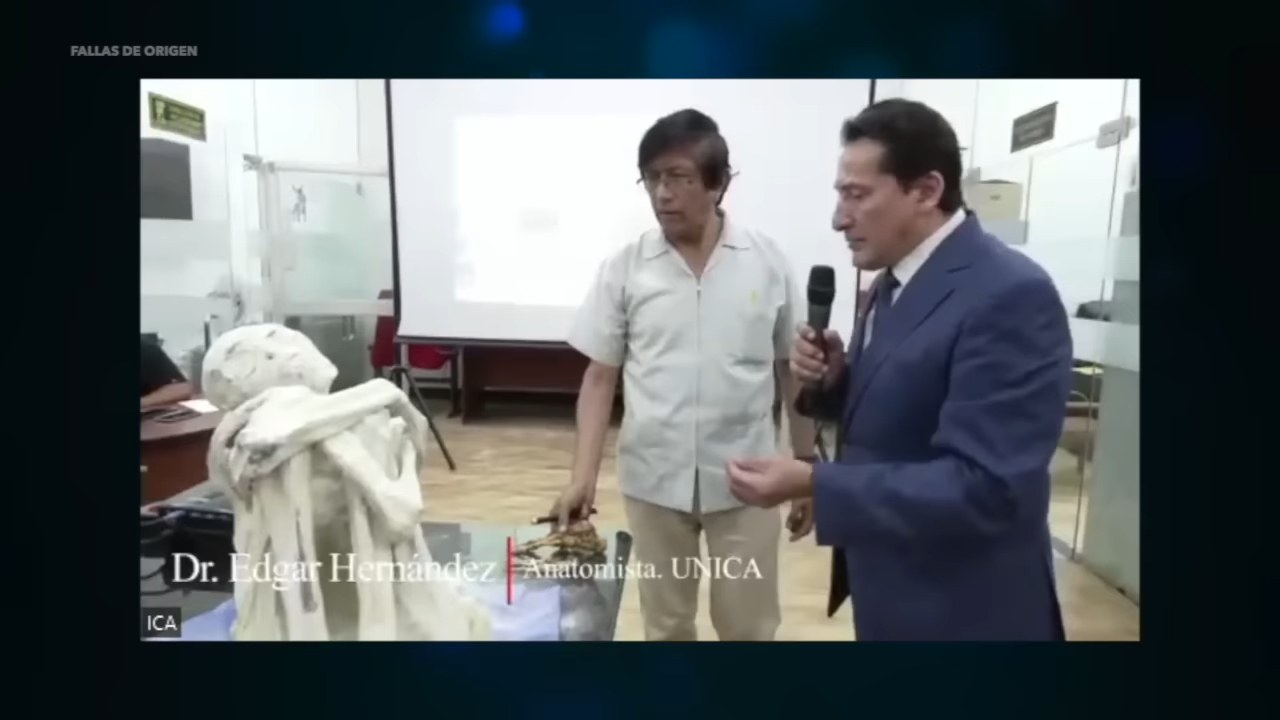 FALLAS DE ORIGEN
Dr. Edgar Hernández | Anatomista. UNICA
ICA